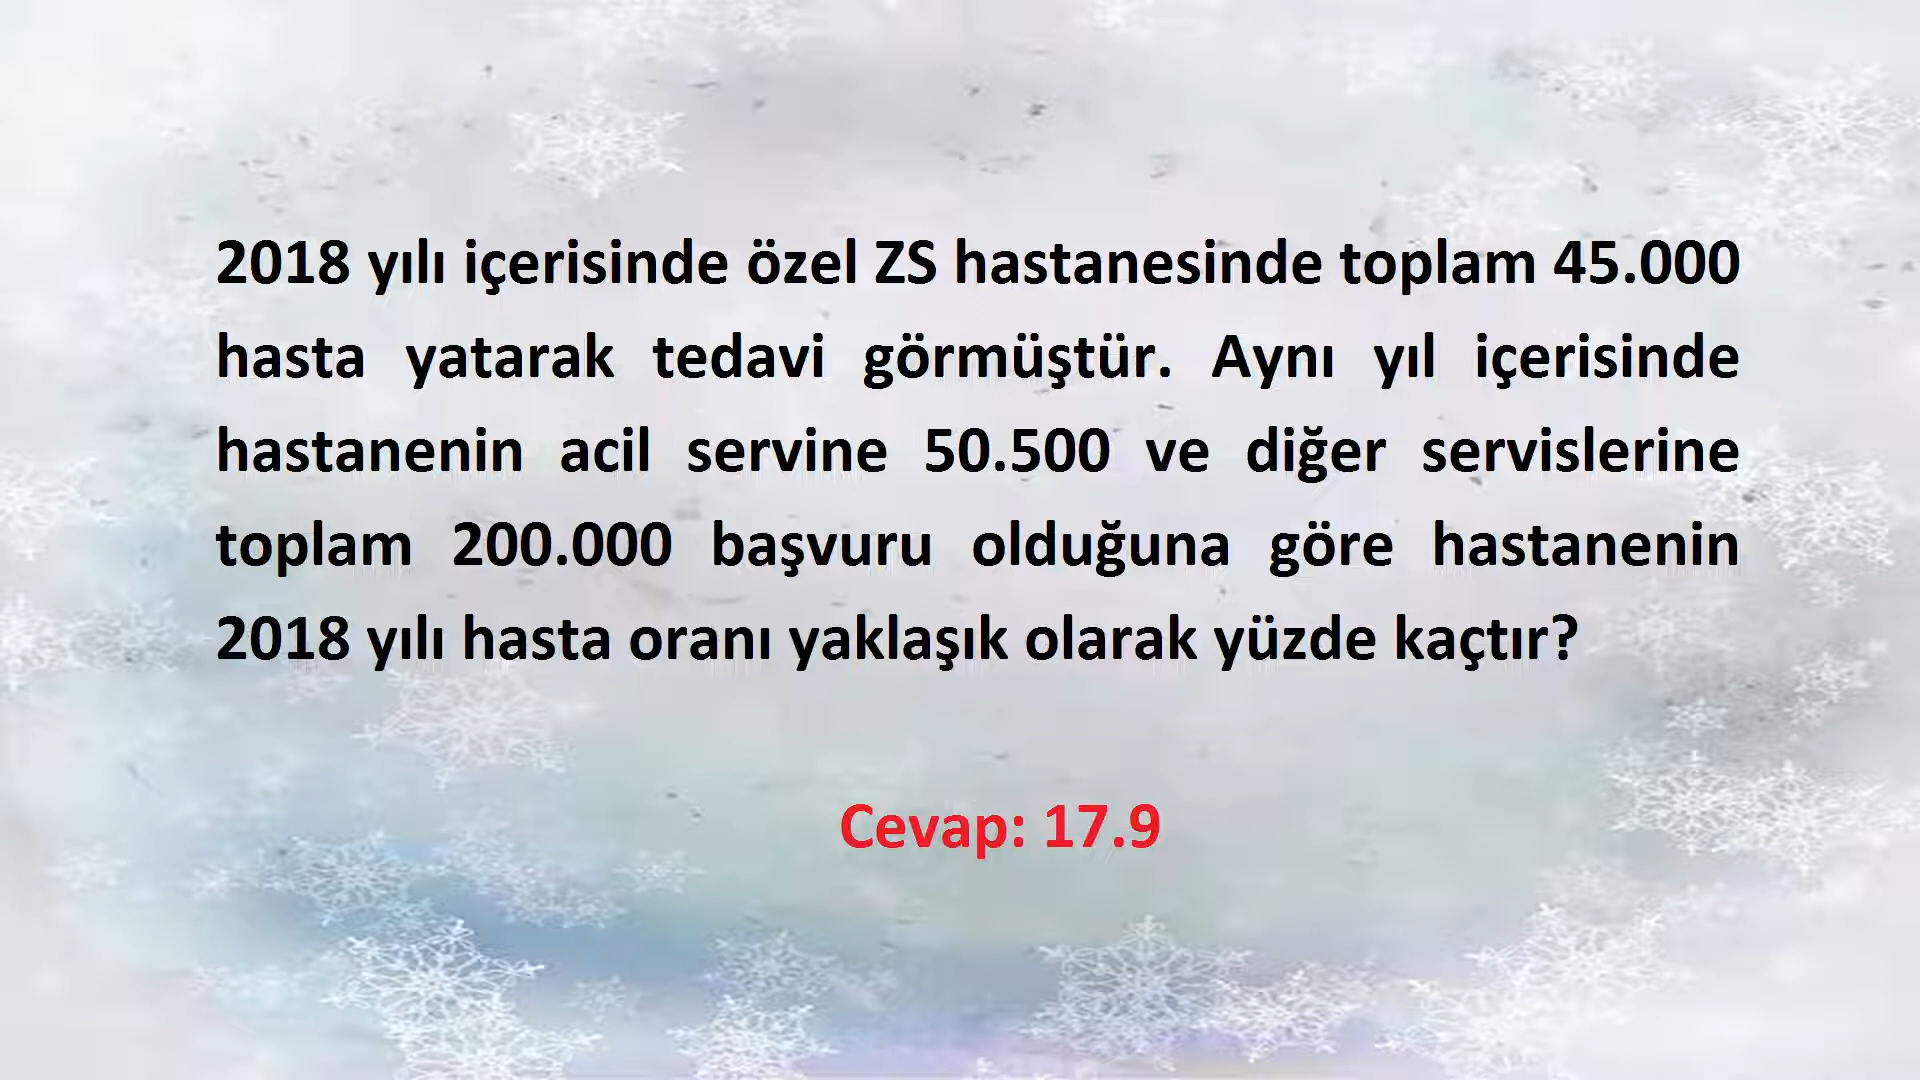 2018 yılı içerisinde özel ZS hastanesinde toplam 45.000
hasta yatarak tedavi görmüştür. Aynı yıl içerisinde
hastanenin acil servine 50.500 ve diğer servislerine
toplam 200.000 başvuru olduğuna göre hastanenin
2018 yılı hasta oranı yaklaşık olarak yüzde kaçtır?
Cevap: 17.9